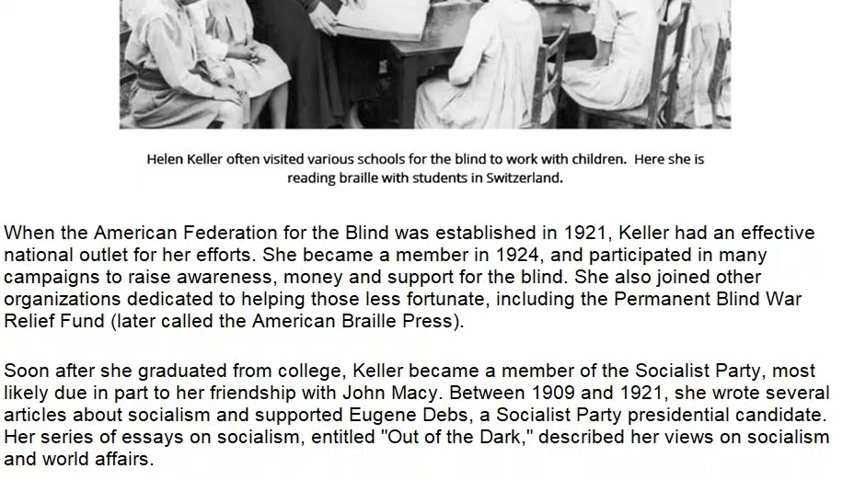 Helen Keller often visited various schools for the blind to work with children. Here she is
reading braille with students in Switzerland.
When the American Federation for the Blind was established in 1921, Keller had an effective
national outlet for her efforts. She became a member in 1924, and participated in many
campaigns to raise awareness, money and support for the blind. She also joined other
organizations dedicated to helping those less fortunate, including the Permanent Blind War
Relief Fund (later called the American Braille Press).
Soon after she graduated from college, Keller became a member of the Socialist Party, most
likely due in part to her friendship with John Macy. Between 1909 and 1921, she wrote several
articles about socialism and supported Eugene Debs, a Socialist Party presidential candidate.
Her series of essays on socialism, entitled "Out of the Dark," described her views on socialism
and world affairs.